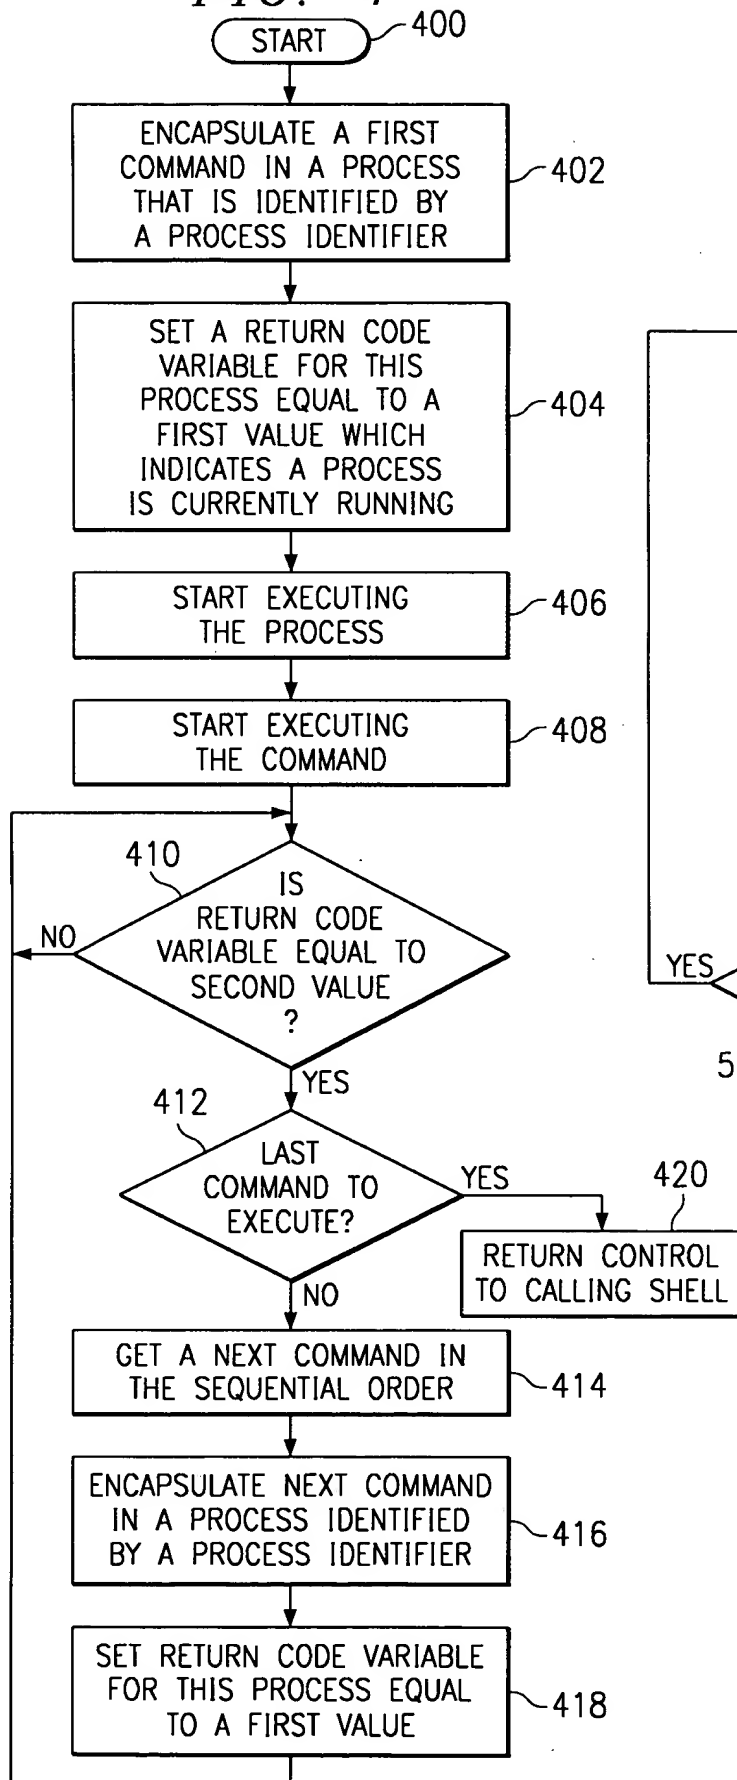 FIG. 4
START
400
ENCAPSULATE A FIRST
COMMAND IN A PROCESS
THAT IS IDENTIFIED BY
A PROCESS IDENTIFIER
402
SET A RETURN CODE
VARIABLE FOR THIS
PROCESS EQUAL TO A
FIRST VALUE WHICH
INDICATES A PROCESS
IS CURRENTLY RUNNING
404
START EXECUTING
THE PROCESS
406
START EXECUTING
THE COMMAND
408
410
IS
RETURN CODE
VARIABLE EQUAL TO
SECOND VALUE
?
NO
YES
YES
5
412
LAST
COMMAND TO
EXECUTE?
YES
NO
420
RETURN CONTROL
TO CALLING SHELL
GET A NEXT COMMAND IN
THE SEQUENTIAL ORDER
414
ENCAPSULATE NEXT COMMAND
IN A PROCESS IDENTIFIED
BY A PROCESS IDENTIFIER
416
SET RETURN CODE VARIABLE
FOR THIS PROCESS EQUAL
TO A FIRST VALUE
418